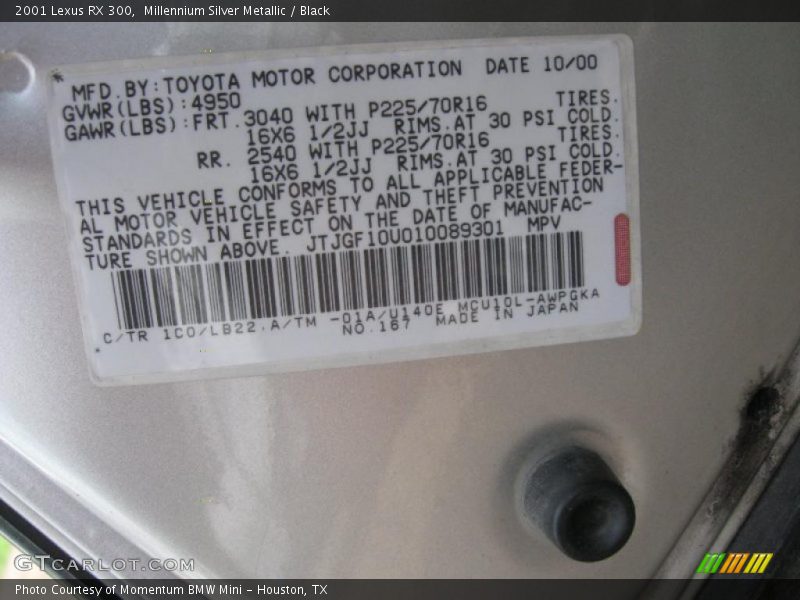 2001 Lexus RX 300, Millennium Silver Metallic / Black
MFD.BY:TOYOTA MOTOR CORPORATION DATE 10/00
GVWR(LBS):4950
GAWR(LBS):FRT.3040 WITH P225/70R16 TIRES.
16X6 1/2JJ RIMS.AT 30 PSI COLD.
RR. 2540 WITH P225/70R16 TIRES.
16X6 1/2JJ RIMS.AT 30 PSI COLD.
THIS VEHICLE CONFORMS TO ALL APPLICABLE FEDER-
AL MOTOR VEHICLE SAFETY AND THEFT PREVENTION
STANDARDS IN EFFECT ON THE DATE OF MANUFAC-
TURE SHOWN ABOVE. JTJGF10U010089301 MPV
C/TR 1C0/LB22.A/TM -01A/U140E MCU10L-AWPGKA
NO.167 MADE IN JAPAN
GTCARLOT.COM
Photo Courtesy of Momentum BMW Mini - Houston, TX